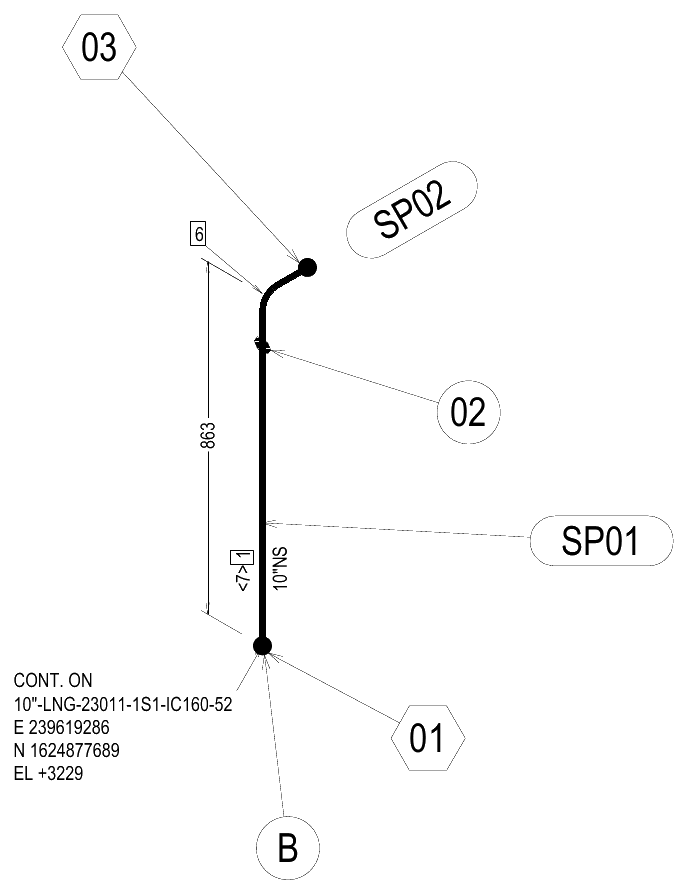 03
SP02
6
02
863
SP01
<7> 1
10"NS
CONT. ON
10"-LNG-23011-1S1-IC160-52
E 239619286
N 1624877689
EL +3229
01
B